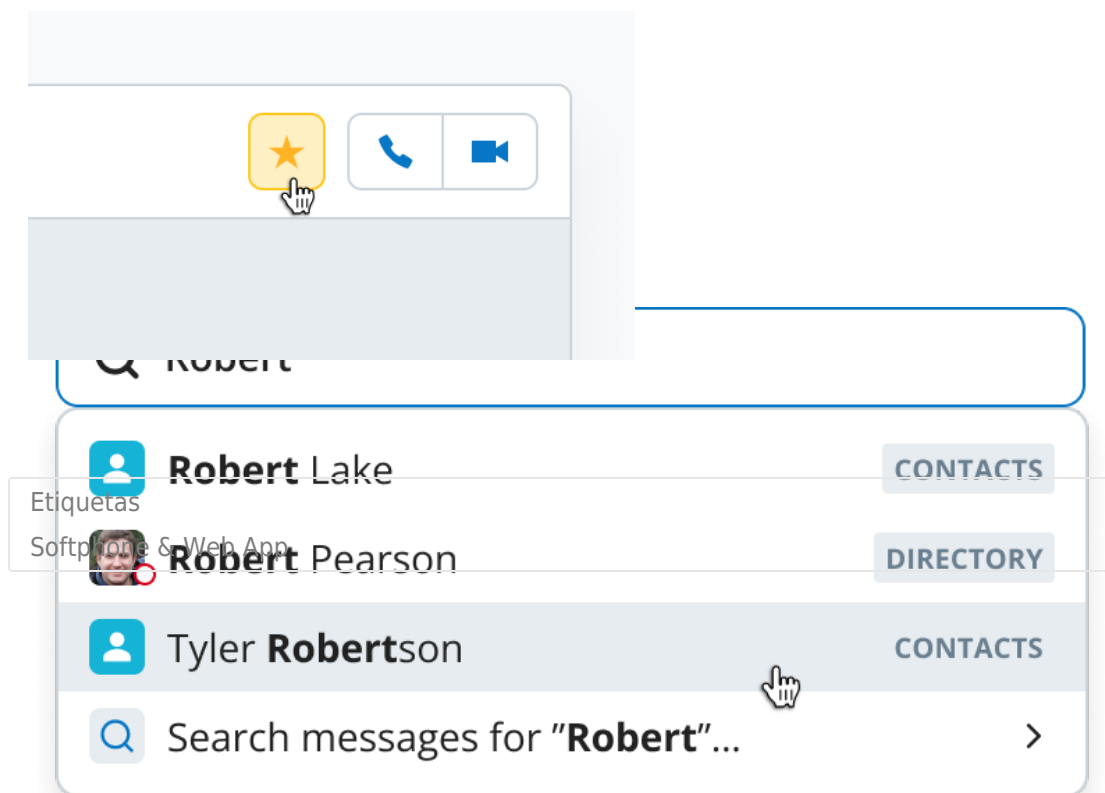 Robert
Robert Lake CONTACTS
Etiquetas
Softphone & Web App
Robert Pearson DIRECTORY
Tyler Robertson CONTACTS
Search messages for ”Robert”...